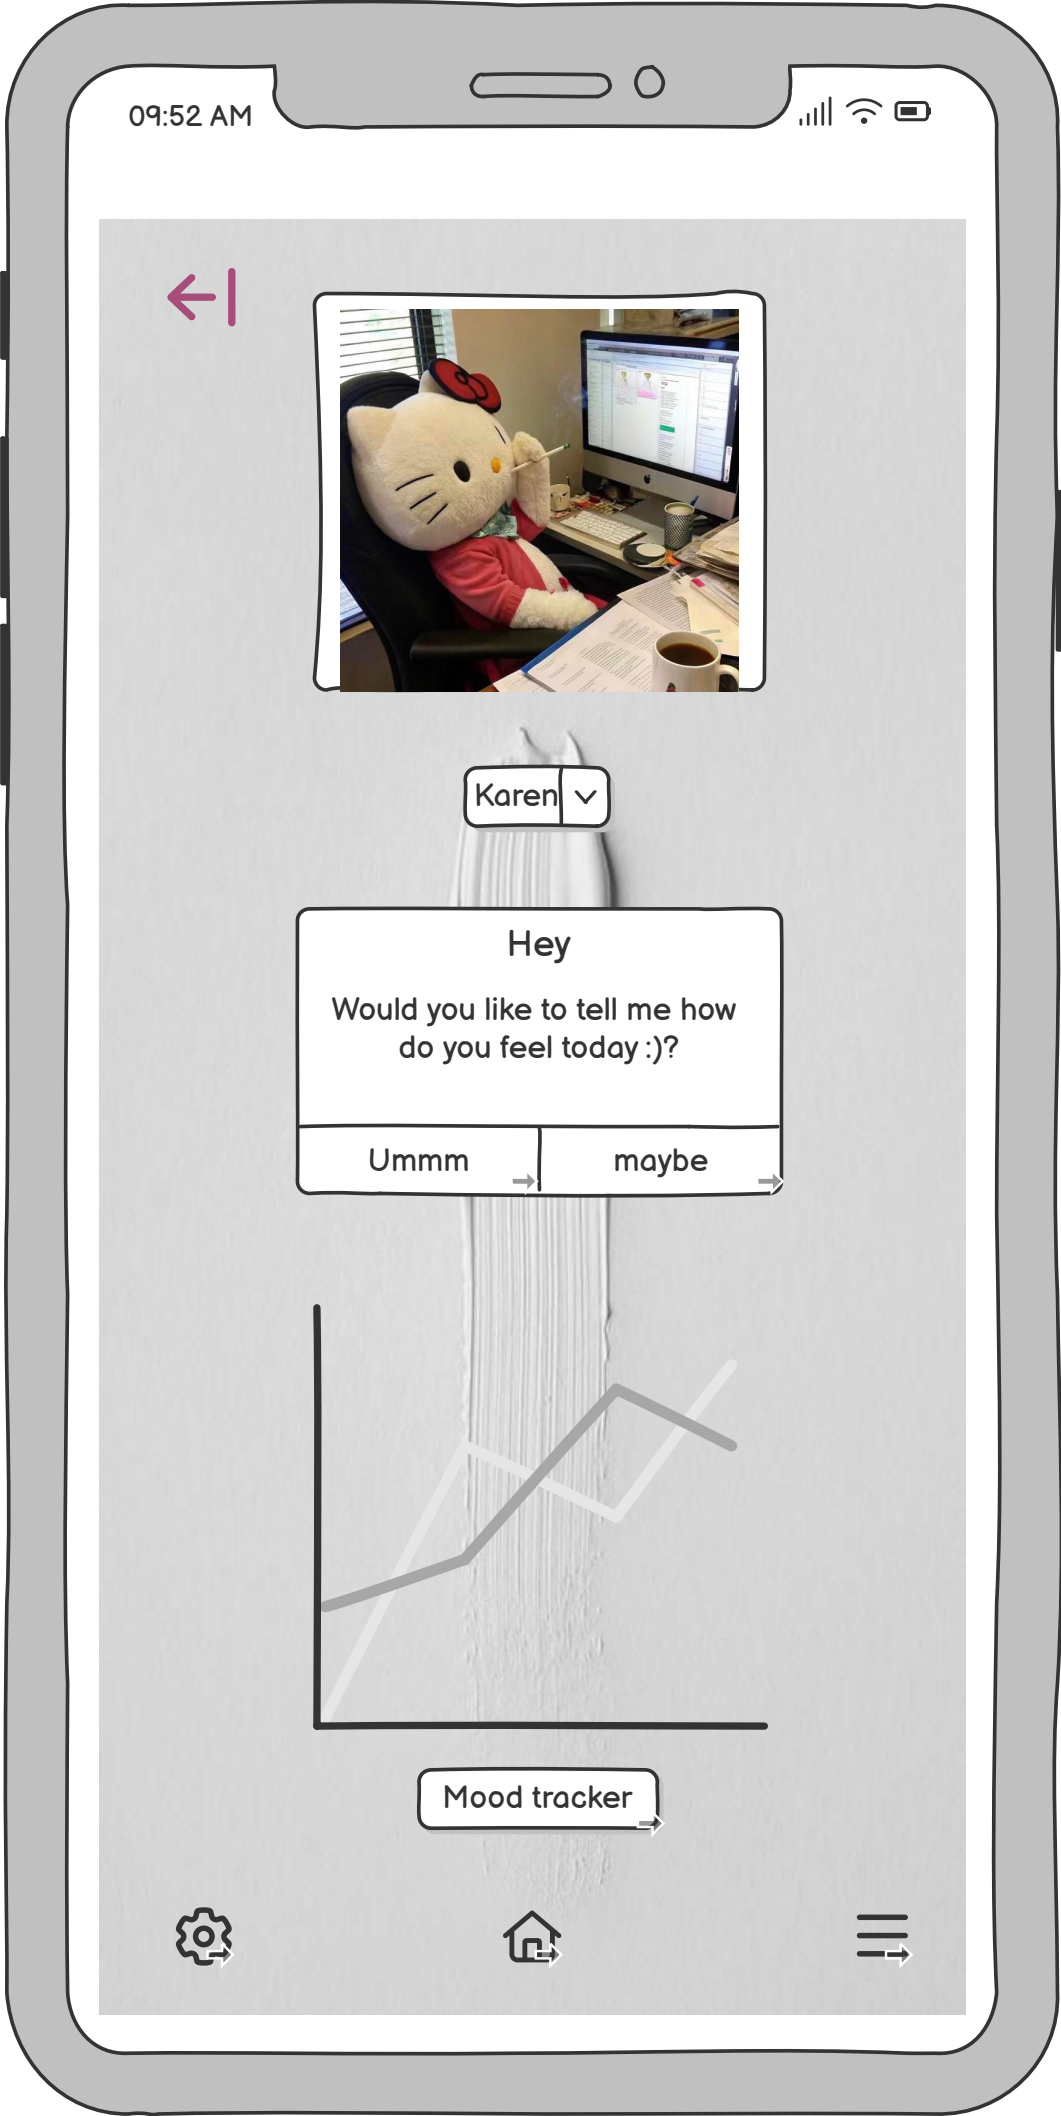 09:52 AM
Karen
Hey
Would you like to tell me how
do you feel today :)?
Ummm
maybe
Mood tracker